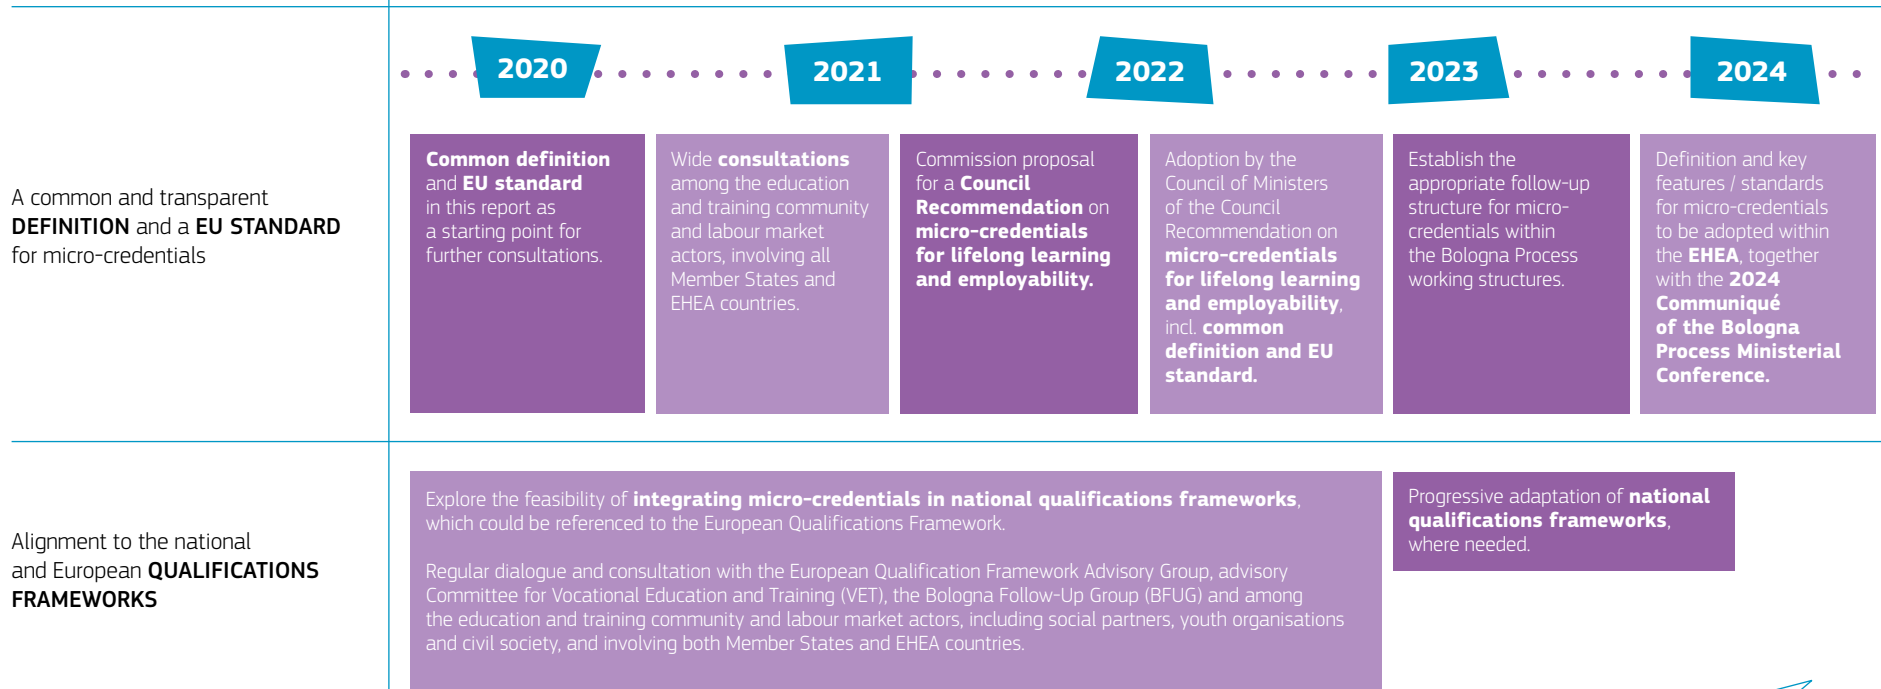 2020
2021
2022
2023
2024
A common and transparent
DEFINITION and a EU STANDARD
for micro-credentials
Common definition
and EU standard
in this report as
a starting point for
further consultations.
Wide consultations
among the education
and training community
and labour market
actors, involving all
Member States and
EHEA countries.
Commission proposal
for a Council
Recommendation on
micro-credentials
for lifelong learning
and employability.
Adoption by the
Council of Ministers
of the Council
Recommendation on
micro-credentials
for lifelong learning
and employability,
incl. common
definition and EU
standard.
Establish the
appropriate follow-up
structure for micro-
credentials within
the Bologna Process
working structures.
Definition and key
features / standards
for micro-credentials
to be adopted within
the EHEA, together
with the 2024
Communiqué
of the Bologna
Process Ministerial
Conference.
Alignment to the national
and European QUALIFICATIONS
FRAMEWORKS
Explore the feasibility of integrating micro-credentials in national qualifications frameworks,
which could be referenced to the European Qualifications Framework.
Regular dialogue and consultation with the European Qualification Framework Advisory Group, advisory
Committee for Vocational Education and Training (VET), the Bologna Follow-Up Group (BFUG) and among
the education and training community and labour market actors, including social partners, youth organisations
and civil society, and involving both Member States and EHEA countries.
Progressive adaptation of national
qualifications frameworks,
where needed.